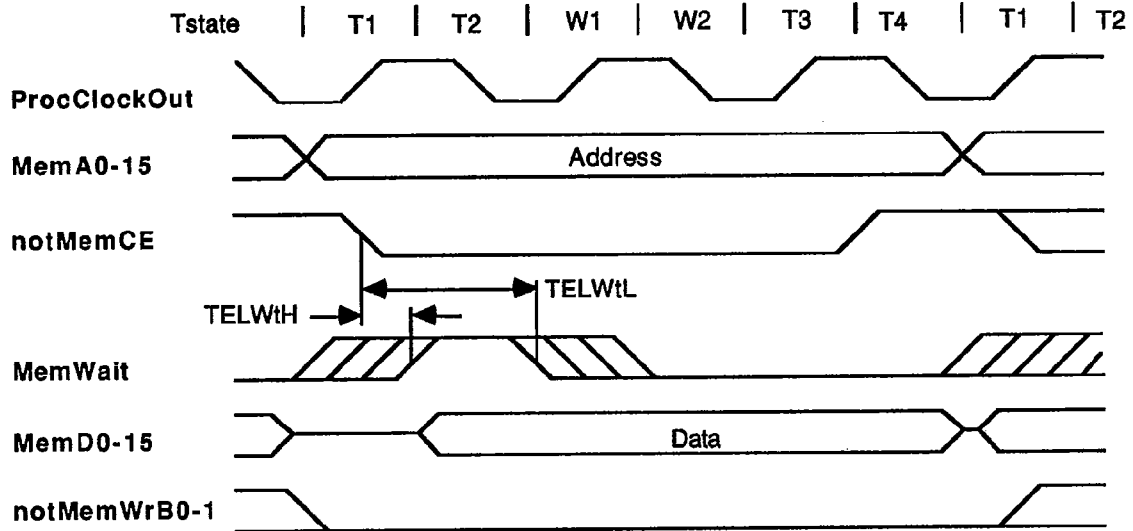 Tstate | T1 | T2 | W1 | W2 | T3 | T4 | T1 | T2
ProcClockOut
MemA0-15 Address
notMemCE
TELWtL
TELWtH
MemWait
MemD0-15 Data
notMemWrB0-1